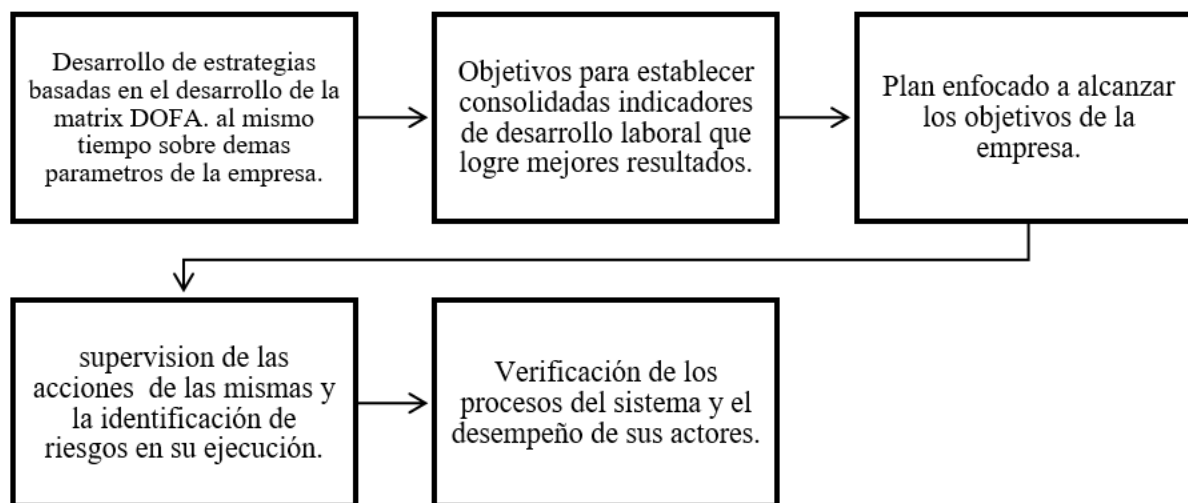 Desarrollo de estrategias
basadas en el desarrollo de la
matrix DOFA. al mismo
tiempo sobre demas
parametros de la empresa.
Objetivos para establecer
consolidadas indicadores
de desarrollo laboral que
logre mejores resultados.
Plan enfocado a alcanzar
los objetivos de la
empresa.
supervision de las
acciones de las mismas y
la identificación de
riesgos en su ejecución.
Verificación de los
procesos del sistema y el
desempeño de sus actores.